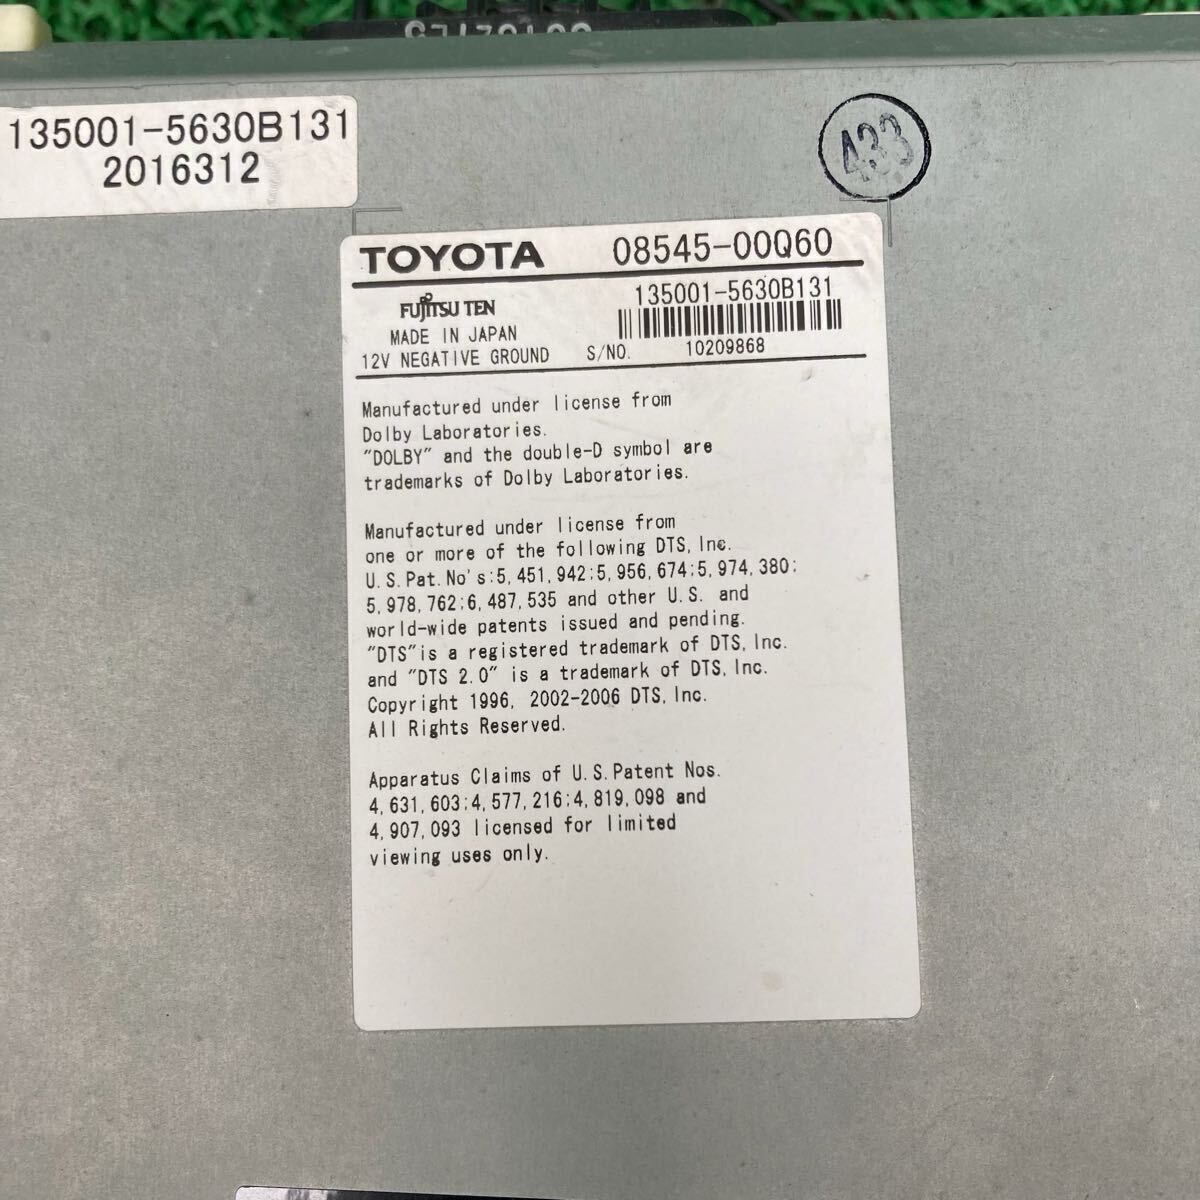 135001-5630B131
2016312
433
TOYOTA 08545-00Q60
FUJITSU TEN 135001-5630B131
MADE IN JAPAN
12V NEGATIVE GROUND S/NO. 10209868
Manufactured under license from
Dolby Laboratories.
"DOLBY" and the double-D symbol are
trademarks of Dolby Laboratories.
Manufactured under license from
one or more of the following DTS, Inc.
U.S.Pat.No's:5,451,942;5,956,674;5,974,380;
5,978,762;6,487,535 and other U.S. and
world-wide patents issued and pending.
"DTS"is a registered trademark of DTS, Inc.
and "DTS 2.0" is a trademark of DTS, Inc.
Copyright 1996, 2002-2006 DTS, Inc.
All Rights Reserved.
Apparatus Claims of U.S.Patent Nos.
4,631,603;4,577,216;4,819,098 and
4,907,093 licensed for limited
viewing uses only.